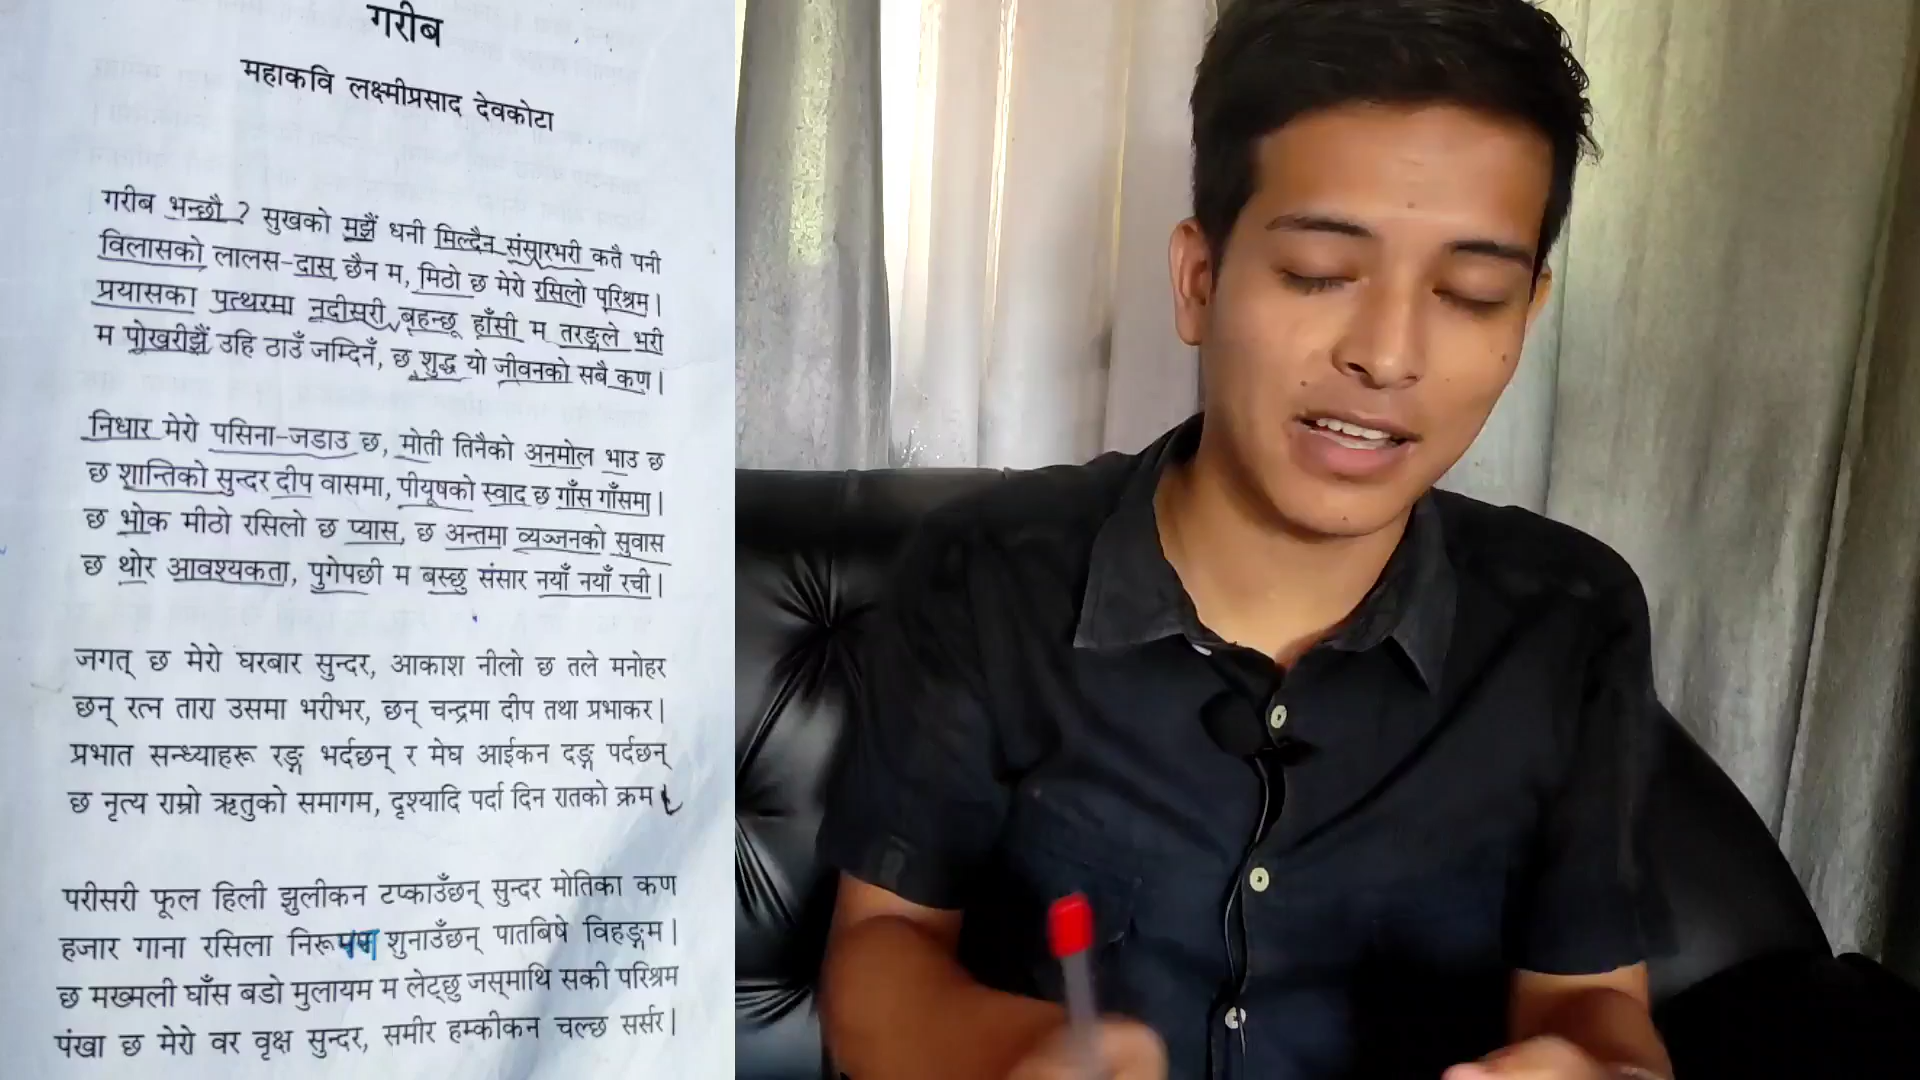 गरीब
महाकवि लक्ष्मीप्रसाद देवकोटा
गरीब भन्छौ ? सुखको मझैं धनी मिल्दैन संसारभरी कतै पनी
विलासको लालस-दास छैन म, मिठो छ मेरो रसिलो परिश्रम।
प्रयासका पत्थरमा नदीसरी बहन्छू हाँसी म तरङ्गले भरी
म पोखरीझैं उहि ठाउँ जम्दिनँ, छ शुद्ध यो जीवनको सबै कण।
निधार मेरो पसिना-जडाउ छ, मोती तिनैको अनमोल भाउ छ
छ शान्तिको सुन्दर दीप वासमा, पीयूषको स्वाद छ गाँस गाँसमा।
छ भोक मीठो रसिलो छ प्यास, छ अन्तमा व्यञ्जनको सुवास
छ थोर आवश्यकता, पुगेपछी म बस्छु संसार नयाँ नयाँ रची।
जगत् छ मेरो घरबार सुन्दर, आकाश नीलो छ तले मनोहर
छन् रत्न तारा उसमा भरीभर, छन् चन्द्रमा दीप तथा प्रभाकर।
प्रभात सन्ध्याहरू रङ्ग भर्दछन् र मेघ आईकन दङ्ग पर्दछन्
छ नृत्य राम्रो ऋतुको समागम, दृश्यादि पर्दा दिन रातको क्रम
परीसरी फूल हिली झुलीकन टप्काउँछन् सुन्दर मोतिका कण
हजार गाना रसिला शुनाउँछन् पातबिषे विहङ्गम।
छ मख्मली घाँस बडो मुलायम म लेट्छु जस्माथि सकी परिश्रम
पंखा छ मेरो वर वृक्ष सुन्दर, समीर हम्कीकन चल्छ सर्सर।